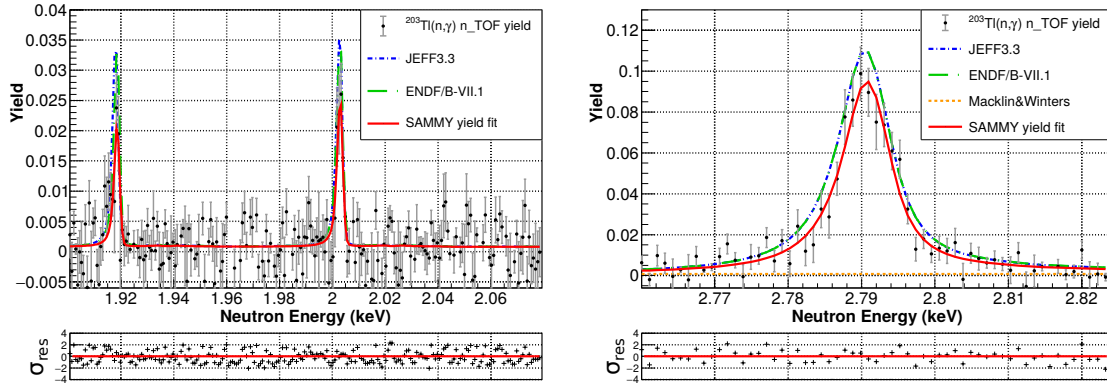 0.04
0.035
0.03
0.025
0.02
0.015
0.01
0.005
0
−0.005
Yield
²⁰³Tl(n,γ) n_TOF yield
JEFF3.3
ENDF/B-VII.1
SAMMY yield fit
1.92 1.94 1.96 1.98 2 2.02 2.04 2.06
Neutron Energy (keV)
4
2
0
−2
−4
σres
0.12
0.1
0.08
0.06
0.04
0.02
0
Yield
²⁰³Tl(n,γ) n_TOF yield
JEFF3.3
ENDF/B-VII.1
Macklin&Winters
SAMMY yield fit
2.77 2.78 2.79 2.8 2.81 2.82
Neutron Energy (keV)
4
2
0
−2
−4
σres